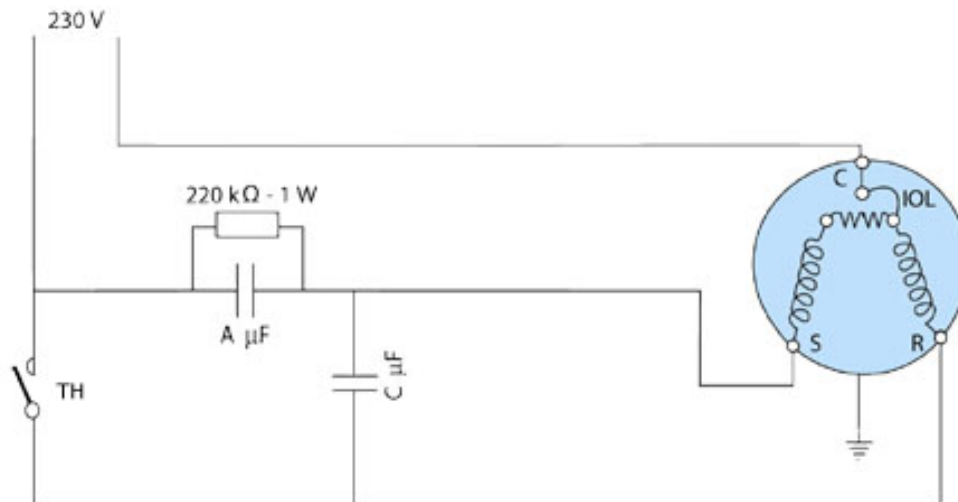 230 V
220 kΩ - 1 W
C
IOL
A µF
S
R
TH
C µF